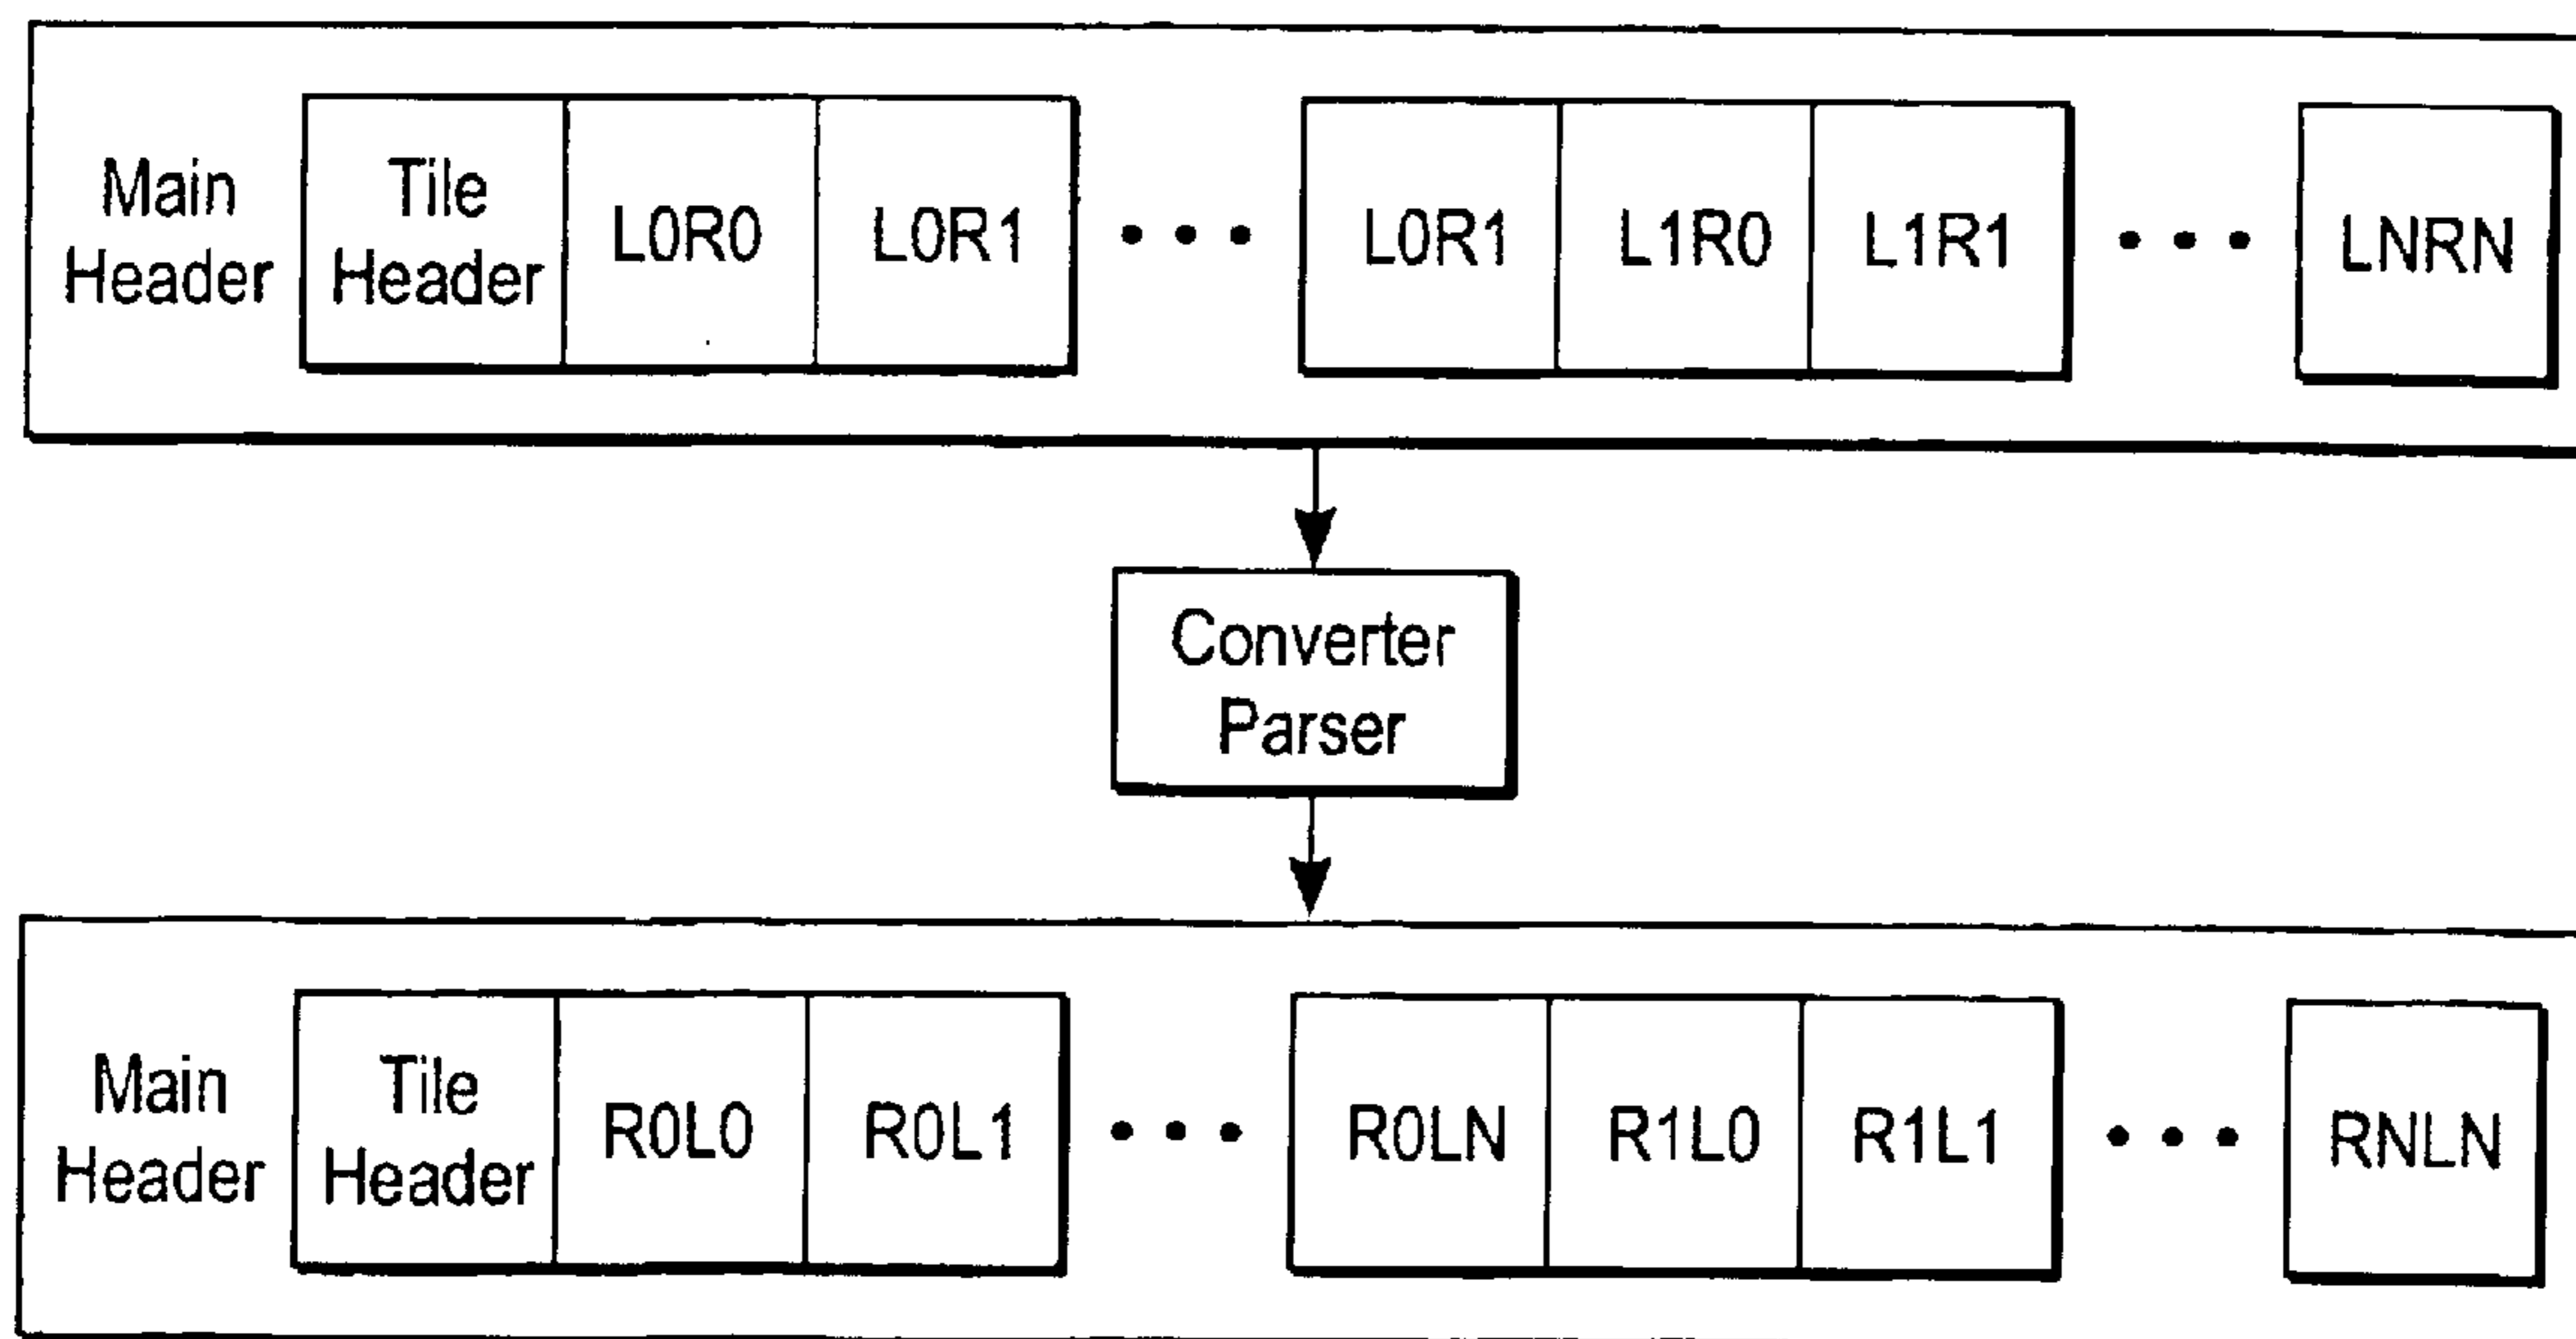 Main
Header
Tile
Header
L0R0
L0R1
• • •
L0R1
L1R0
L1R1
• • •
LNRN
Converter
Parser
Main
Header
Tile
Header
R0L0
R0L1
• • •
R0LN
R1L0
R1L1
• • •
RNLN